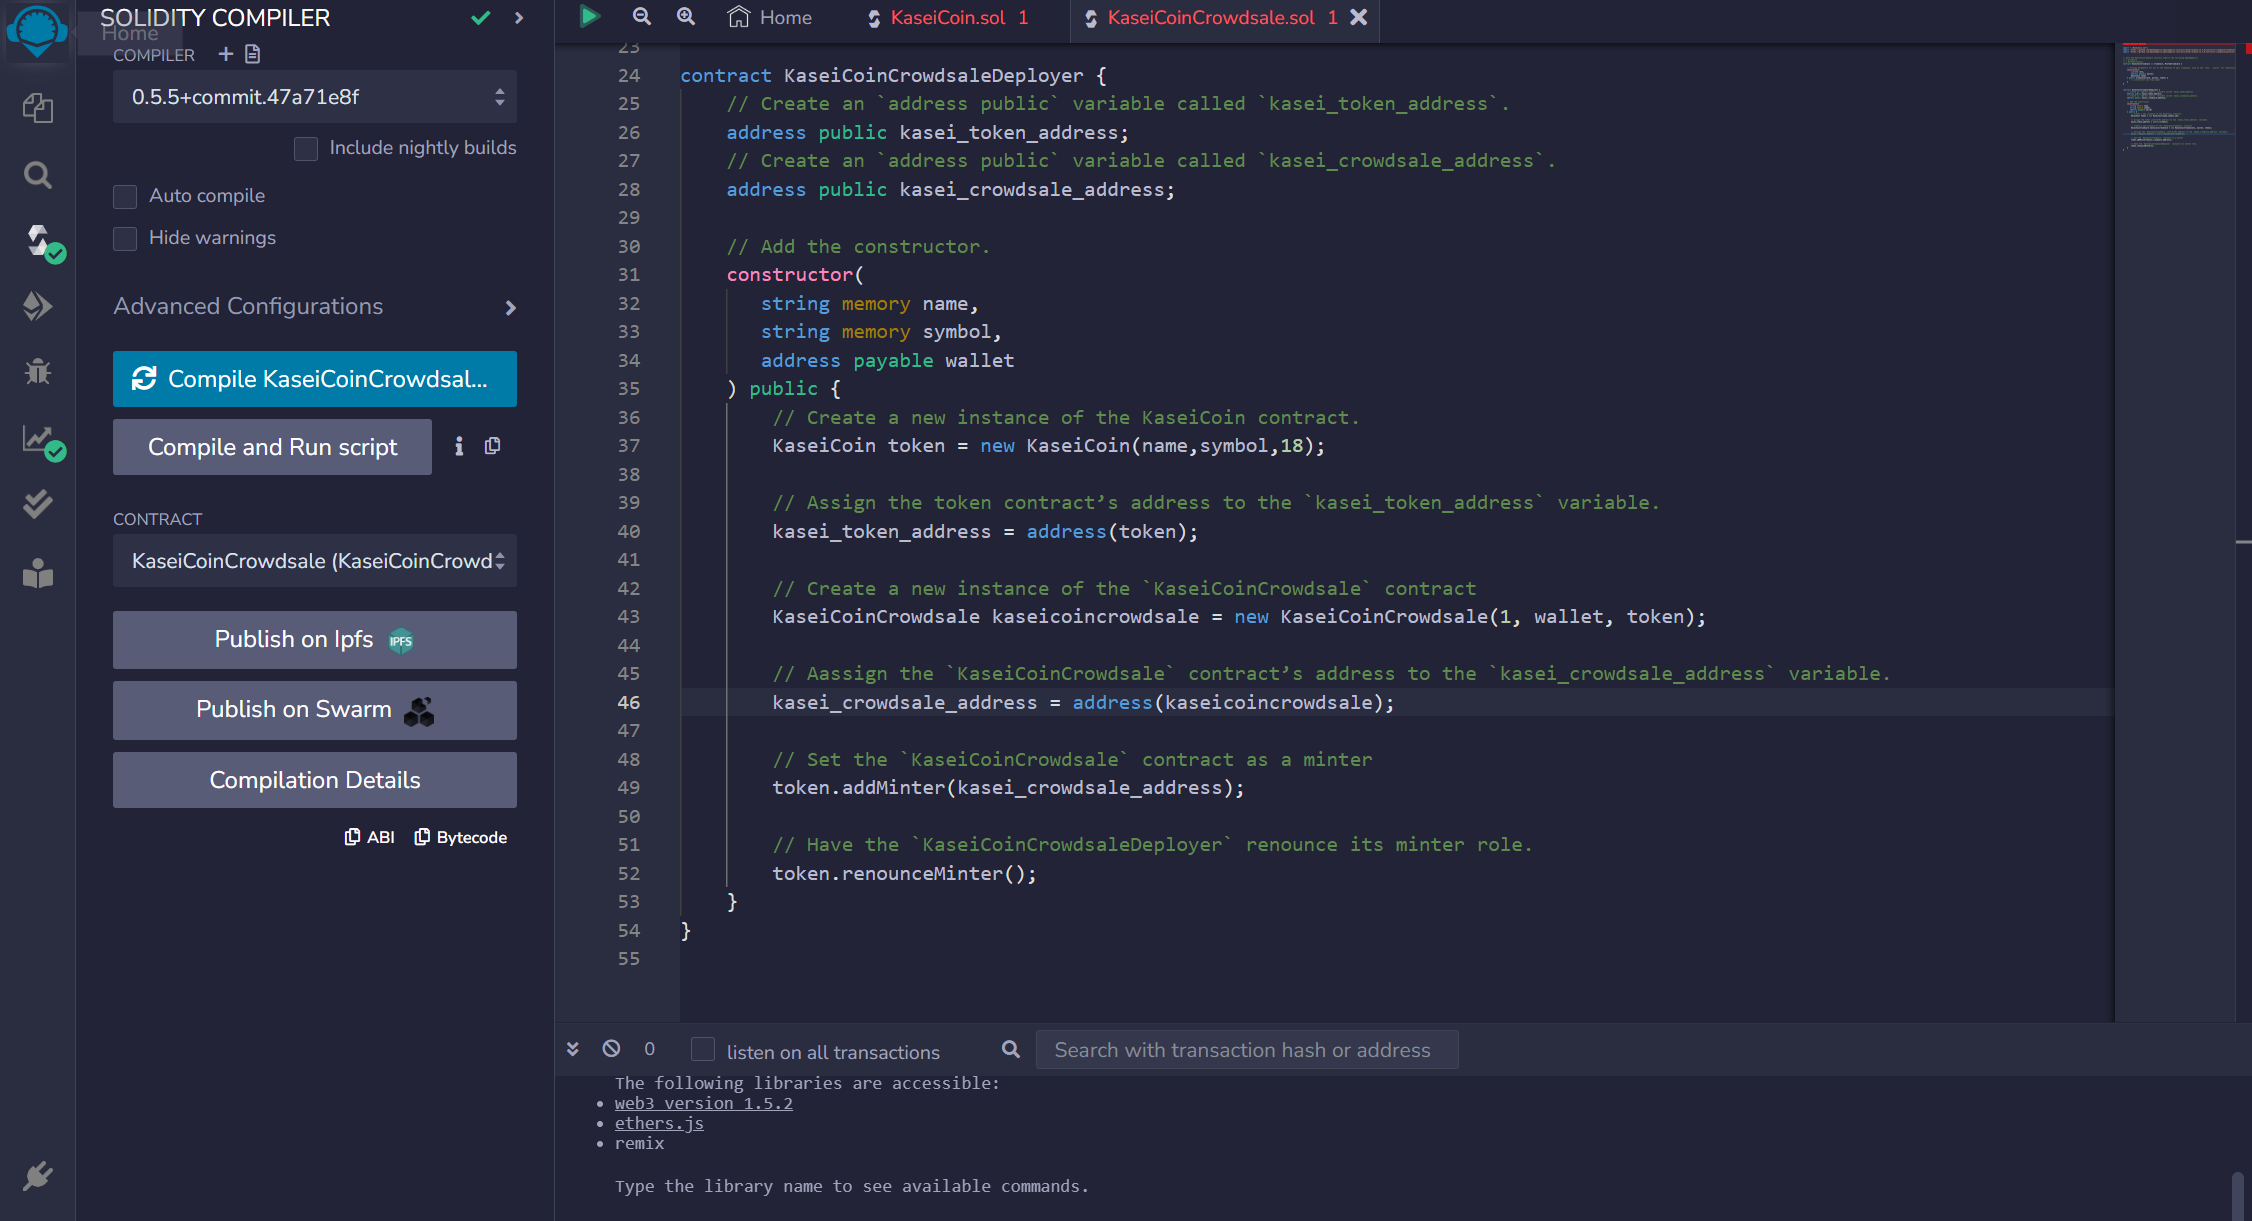 SOLIDITY COMPILER
Home
COMPILER
0.5.5+commit.47a71e8f
Include nightly builds
Auto compile
Hide warnings
Advanced Configurations
Compile KaseiCoinCrowdsal...
Compile and Run script
CONTRACT
KaseiCoinCrowdsale (KaseiCoinCrowd
Publish on Ipfs IPFS
Publish on Swarm
Compilation Details
ABI Bytecode
Home KaseiCoin.sol 1 KaseiCoinCrowdsale.sol 1
23
24 contract KaseiCoinCrowdsaleDeployer {
25 // Create an `address public` variable called `kasei_token_address`.
26 address public kasei_token_address;
27 // Create an `address public` variable called `kasei_crowdsale_address`.
28 address public kasei_crowdsale_address;
29
30 // Add the constructor.
31 constructor(
32 string memory name,
33 string memory symbol,
34 address payable wallet
35 ) public {
36 // Create a new instance of the KaseiCoin contract.
37 KaseiCoin token = new KaseiCoin(name,symbol,18);
38
39 // Assign the token contract’s address to the `kasei_token_address` variable.
40 kasei_token_address = address(token);
41
42 // Create a new instance of the `KaseiCoinCrowdsale` contract
43 KaseiCoinCrowdsale kaseicoincrowdsale = new KaseiCoinCrowdsale(1, wallet, token);
44
45 // Aassign the `KaseiCoinCrowdsale` contract’s address to the `kasei_crowdsale_address` variable.
46 kasei_crowdsale_address = address(kaseicoincrowdsale);
47
48 // Set the `KaseiCoinCrowdsale` contract as a minter
49 token.addMinter(kasei_crowdsale_address);
50
51 // Have the `KaseiCoinCrowdsaleDeployer` renounce its minter role.
52 token.renounceMinter();
53 }
54 }
55
0 listen on all transactions Search with transaction hash or address
The following libraries are accessible:
• web3 version 1.5.2
• ethers.js
• remix
Type the library name to see available commands.